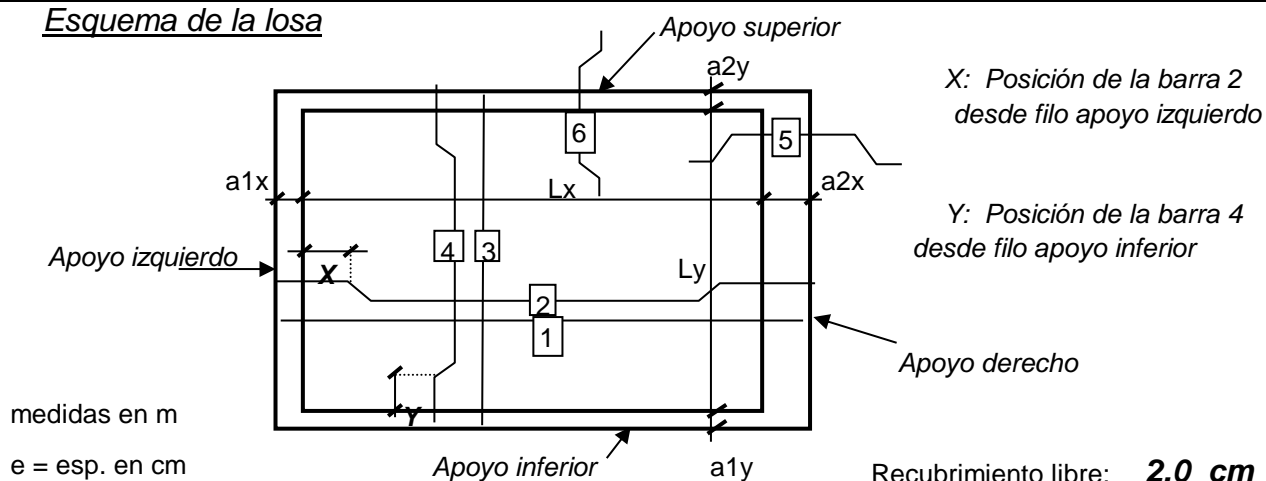 Esquema de la losa
Apoyo superior
a2y
X: Posición de la barra 2
desde filo apoyo izquierdo
6
5
a1x
Lx
a2x
Y: Posición de la barra 4
desde filo apoyo inferior
Apoyo izquierdo
4
3
X
Ly
2
1
Apoyo derecho
medidas en m
Y
e = esp. en cm
Apoyo inferior
a1y
Recubrimiento libre: 2.0 cm